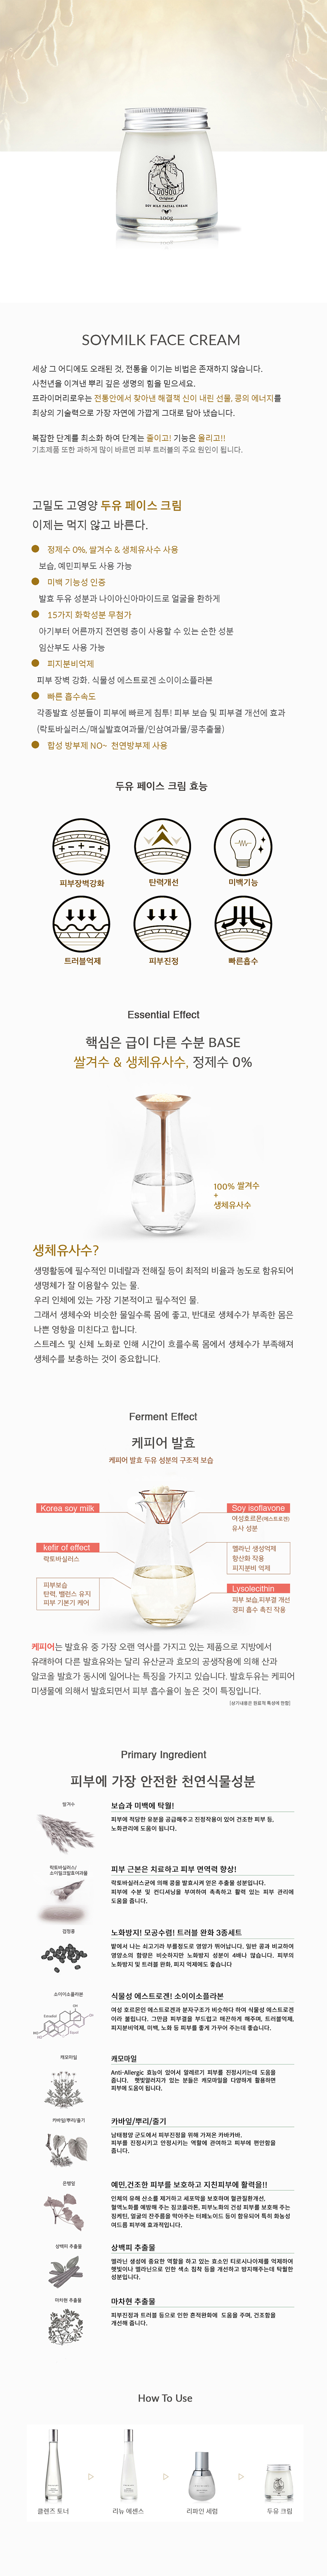 DOYOU
Original
SOY MILK FACIAL CREAM
100g
SOYMILK FACE CREAM
세상 그 어디에도 오래된 것, 전통을 이기는 비법은 존재하지 않습니다.
사천년을 이겨낸 뿌리 깊은 생명의 힘을 믿으세요.
프라이머리로우는 전통안에서 찾아낸 해결책 신이 내린 선물, 콩의 에너지를
최상의 기술력으로 가장 자연에 가깝게 그대로 담아 냈습니다.
복잡한 단계를 최소화 하여 단계는 줄이고! 기능은 올리고!!
기초제품 또한 과하게 많이 바르면 피부 트러블의 주요 원인이 됩니다.
고밀도 고영양 두유 페이스 크림
이제는 먹지 않고 바른다.
정제수 0%, 쌀겨수 & 생체유사수 사용
보습, 예민피부도 사용 가능
미백 기능성 인증
발효 두유 성분과 나이아신아마이드로 얼굴을 환하게
15가지 화학성분 무첨가
아기부터 어른까지 전연령 층이 사용할 수 있는 순한 성분
임산부도 사용 가능
피지분비억제
피부 장벽 강화, 식물성 에스트로겐 소이이소플라본
빠른 흡수속도
각종발효 성분들이 피부에 빠르게 침투! 피부 보습 및 피부결 개선에 효과
(락토바실러스/매실발효여과물/인삼여과물/콩추출물)
합성 방부제 NO~ 천연방부제 사용
두유 페이스 크림 효능
피부장벽강화 탄력개선 미백기능
트러블억제 피부진정 빠른흡수
Essential Effect
핵심은 급이 다른 수분 BASE
쌀겨수 & 생체유사수, 정제수 0%
100% 쌀겨수
+
생체유사수
생체유사수?
생명활동에 필수적인 미네랄과 전해질 등이 최적의 비율과 농도로 함유되어
생명체가 잘 이용할수 있는 물.
우리 인체에 있는 가장 기본적이고 필수적인 물.
그래서 생체수와 비슷한 물일수록 몸에 좋고, 반대로 생체수가 부족한 몸은
나쁜 영향을 미친다고 합니다.
스트레스 및 신체 노화로 인해 시간이 흐를수록 몸에서 생체수가 부족해져
생체수를 보충하는 것이 중요합니다.
Ferment Effect
케피어 발효
케피어 발효 두유 성분의 구조적 보습
Korea soy milk
kefir of effect
락토바실러스
피부보습
탄력, 밸런스 유지
피부 기본기 케어
Soy isoflavone
여성호르몬(에스트로겐)
유사 성분
멜라닌 생성억제
항산화 작용
피지분비 억제
Lysolecithin
피부 보습,피부결 개선
경피 흡수 촉진 작용
케피어는 발효유 중 가장 오랜 역사를 가지고 있는 제품으로 지방에서
유래하여 다른 발효유와는 달리 유산균과 효모의 공생작용에 의해 산과
알코올 발효가 동시에 일어나는 특징을 가지고 있습니다. 발효두유는 케피어
미생물에 의해서 발효되면서 피부 흡수율이 높은 것이 특징입니다.
(상기내용은 원료적 특성에 한함)
Primary Ingredient
피부에 가장 안전한 천연식물성분
쌀겨수
보습과 미백에 탁월!
피부에 적당한 유분을 공급해주고 진정작용이 있어 건조한 피부 등,
노화관리에 도움이 됩니다.
락토바실러스/
소이밀크발효여과물
피부 근본은 치료하고 피부 면역력 향상!
락토바실러스균에 의해 콩을 발효시켜 얻은 추출물 성분입니다.
피부에 수분 및 컨디셔닝을 부여하여 촉촉하고 활력 있는 피부 관리에
도움을 줍니다.
검정콩
노화방지! 모공수렴! 트러블 완화 3종세트
밭에서 나는 쇠고기라 부를정도로 영양가 뛰어납니다. 일반 콩과 비교하여
영양소의 함량은 비슷하지만 노화방지 성분이 4배나 많습니다. 피부의
노화방지 및 트러블 완화, 피지 억제에도 좋습니다
소이이소플라본
Estradiol
Equol
식물성 에스토로겐! 소이이소플라본
여성 호르몬인 에스트로겐과 분자구조가 비슷하다 하여 식물성 에스트로겐
이라 불립니다. 그만큼 피부결을 부드럽고 매끈하게 해주며, 트러블억제,
피지분비억제, 미백, 노화 등 피부를 좋게 가꾸어 주는데 좋습니다.
캐모마일
캐모마일
Anti-Allergic 효능이 있어서 알레르기 피부를 진정시키는데 도움을
줍니다. 햇빛알러지가 있는 분들은 캐모마일을 다양하게 활용하면
피부에 도움이 됩니다.
카바잎/뿌리/줄기
카바잎/뿌리/줄기
남태평양 군도에서 피부진정을 위해 가져온 카바카바.
피부를 진정시키고 안정시키는 역할에 관여하고 피부에 편안함을
줍니다.
은행잎
예민,건조한 피부를 보호하고 지친피부에 활력을!!
인체의 유해 산소를 제거하고 세포막을 보호하며 혈관질환개선,
혈액노화를 예방해 주는 징코플라톤, 피부노화의 건성 피부를 보호해 주는
징케틴, 얼굴의 잔주름을 막아주는 터페노이드 등이 함유되어 특히 화농성
여드름 피부에 효과적입니다.
상백피 추출물
상백피 추출물
멜라닌 생성에 중요한 역할을 하고 있는 효소인 티로시나아제를 억제하여
햇빛이나 멜라닌으로 인한 색소 침착 등을 개선하고 방지해주는데 탁월한
성분입니다.
마치현 추출물
마치현 추출물
피부진정과 트러블 등으로 인한 흔적완화에 도움을 주며, 건조함을
개선해 줍니다.
How To Use
클렌즈 토너 리뉴 에센스 리파인 세럼 두유 크림